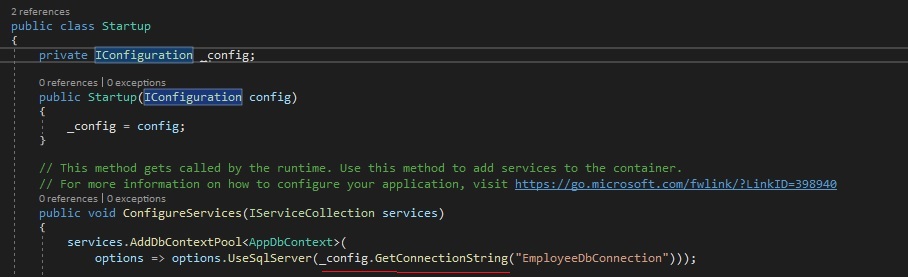 2 references
public class Startup
{
private IConfiguration _config;
0 references | 0 exceptions
public Startup(IConfiguration config)
{
_config = config;
}
// This method gets called by the runtime. Use this method to add services to the container.
// For more information on how to configure your application, visit https://go.microsoft.com/fwlink/?LinkID=398940
0 references | 0 exceptions
public void ConfigureServices(IServiceCollection services)
{
services.AddDbContextPool<AppDbContext>(
options => options.UseSqlServer(_config.GetConnectionString("EmployeeDbConnection")));